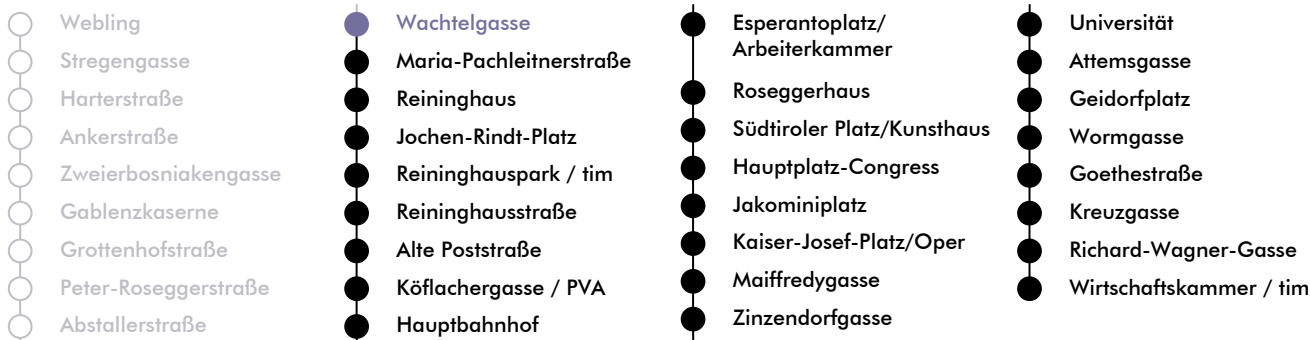 Webling
Stregengasse
Harterstraße
Ankerstraße
Zweierbosniakengasse
Gablenzkaserne
Grottenhofstraße
Peter-Roseggerstraße
Abstallerstraße
Wachtelgasse
Maria-Pachleitnerstraße
Reininghaus
Jochen-Rindt-Platz
Reininghauspark / tim
Reininghausstraße
Alte Poststraße
Köflachergasse / PVA
Hauptbahnhof
Esperantoplatz/
Arbeiterkammer
Roseggerhaus
Südtiroler Platz/Kunsthaus
Hauptplatz-Congress
Jakominiplatz
Kaiser-Josef-Platz/Oper
Maiffredygasse
Zinzendorfgasse
Universität
Attemsgasse
Geidorfplatz
Wormgasse
Goethestraße
Kreuzgasse
Richard-Wagner-Gasse
Wirtschaftskammer / tim